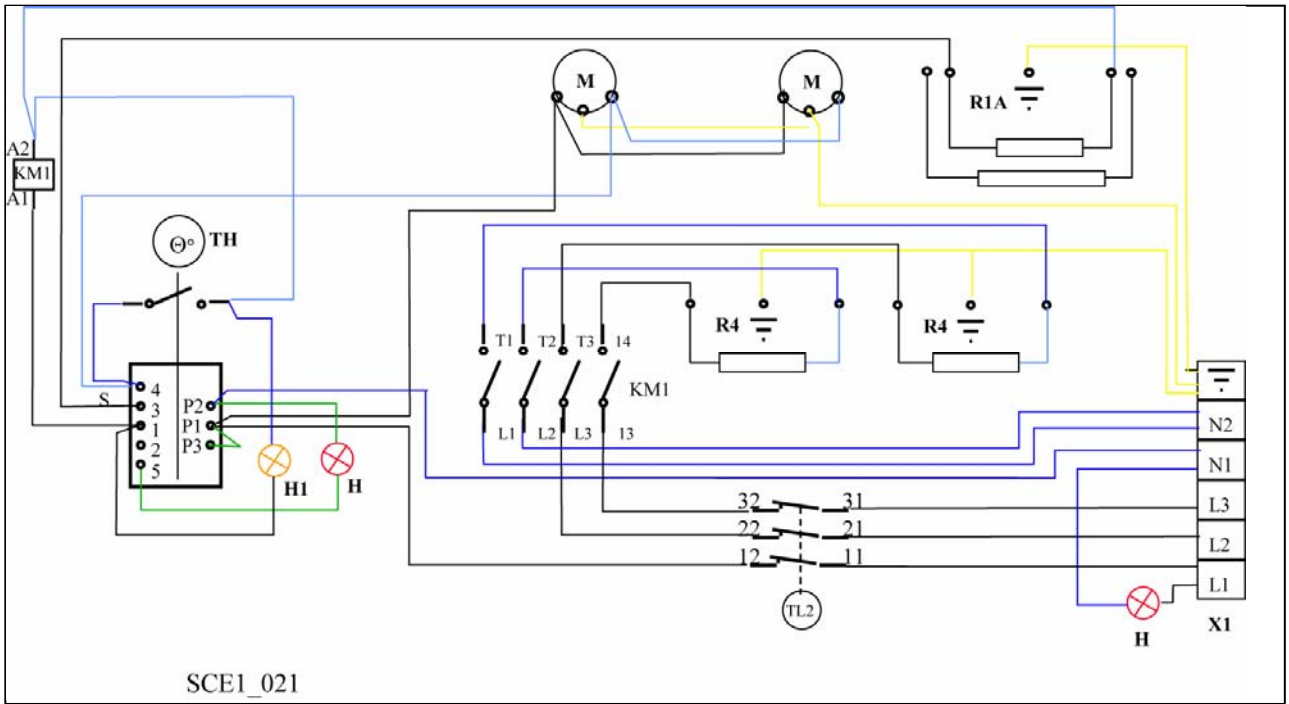 M M
R1A
A2
KM1
A1
Θ° TH
R4 R4
T1 T2 T3 14
KM1
L1 L2 L3 13
4
S 3 P2
1 P1
2 P3
5
H1 H
N2
N1
32 31 L3
22 21 L2
12 11 L1
TL2
H X1
SCE1_021